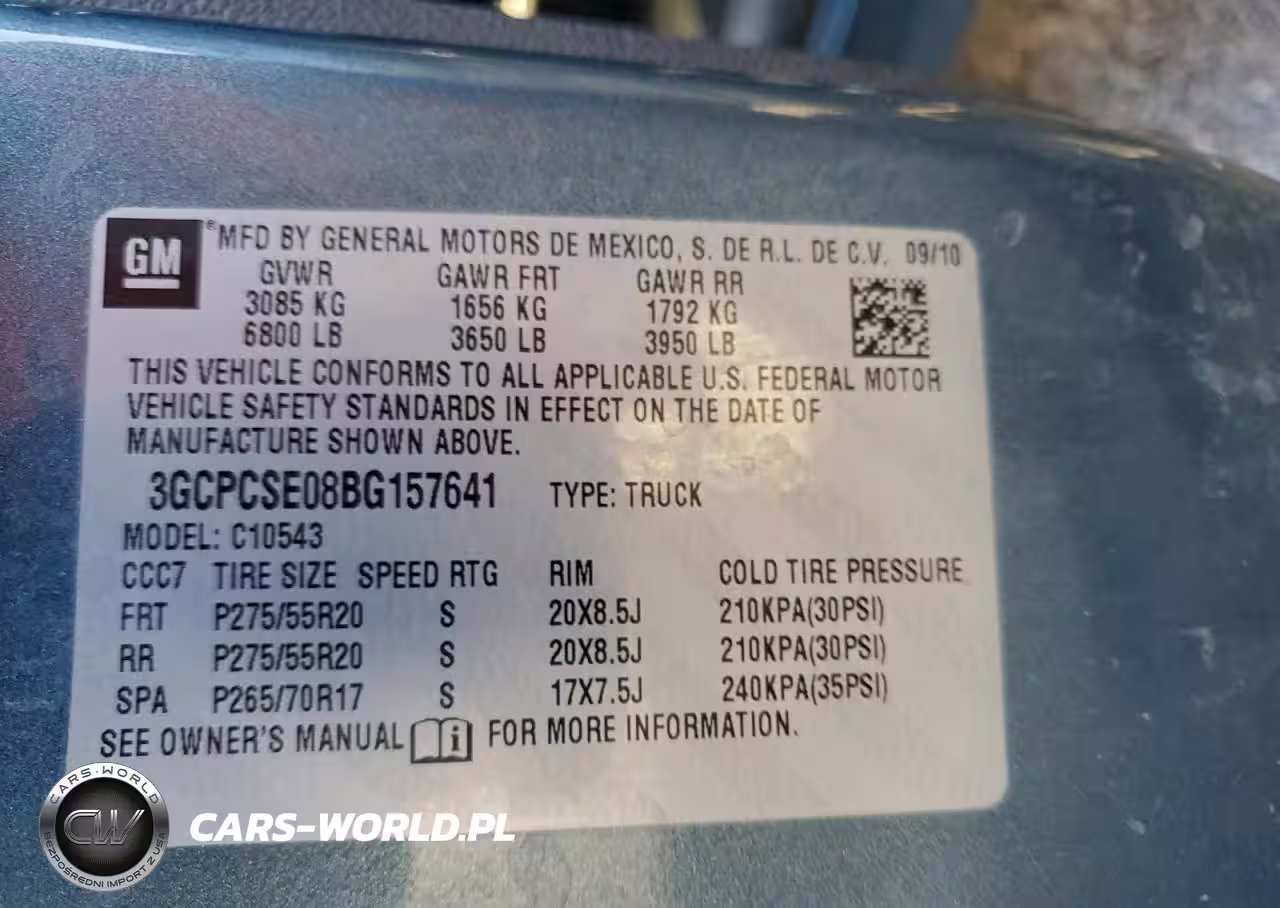 GM
® MFD BY GENERAL MOTORS DE MEXICO, S. DE R.L. DE C.V. 09/10
GVWR GAWR FRT GAWR RR
3085 KG 1656 KG 1792 KG
6800 LB 3650 LB 3950 LB
THIS VEHICLE CONFORMS TO ALL APPLICABLE U.S. FEDERAL MOTOR
VEHICLE SAFETY STANDARDS IN EFFECT ON THE DATE OF
MANUFACTURE SHOWN ABOVE.
3GCPCSE08BG157641 TYPE: TRUCK
MODEL: C10543
CCC7 TIRE SIZE SPEED RTG RIM COLD TIRE PRESSURE
FRT P275/55R20 S 20X8.5J 210KPA(30PSI)
RR P275/55R20 S 20X8.5J 210KPA(30PSI)
SPA P265/70R17 S 17X7.5J 240KPA(35PSI)
SEE OWNER'S MANUAL i FOR MORE INFORMATION.
CARS-WORLD
CW
BEZPOŚREDNI IMPORT Z USA
CARS-WORLD.PL